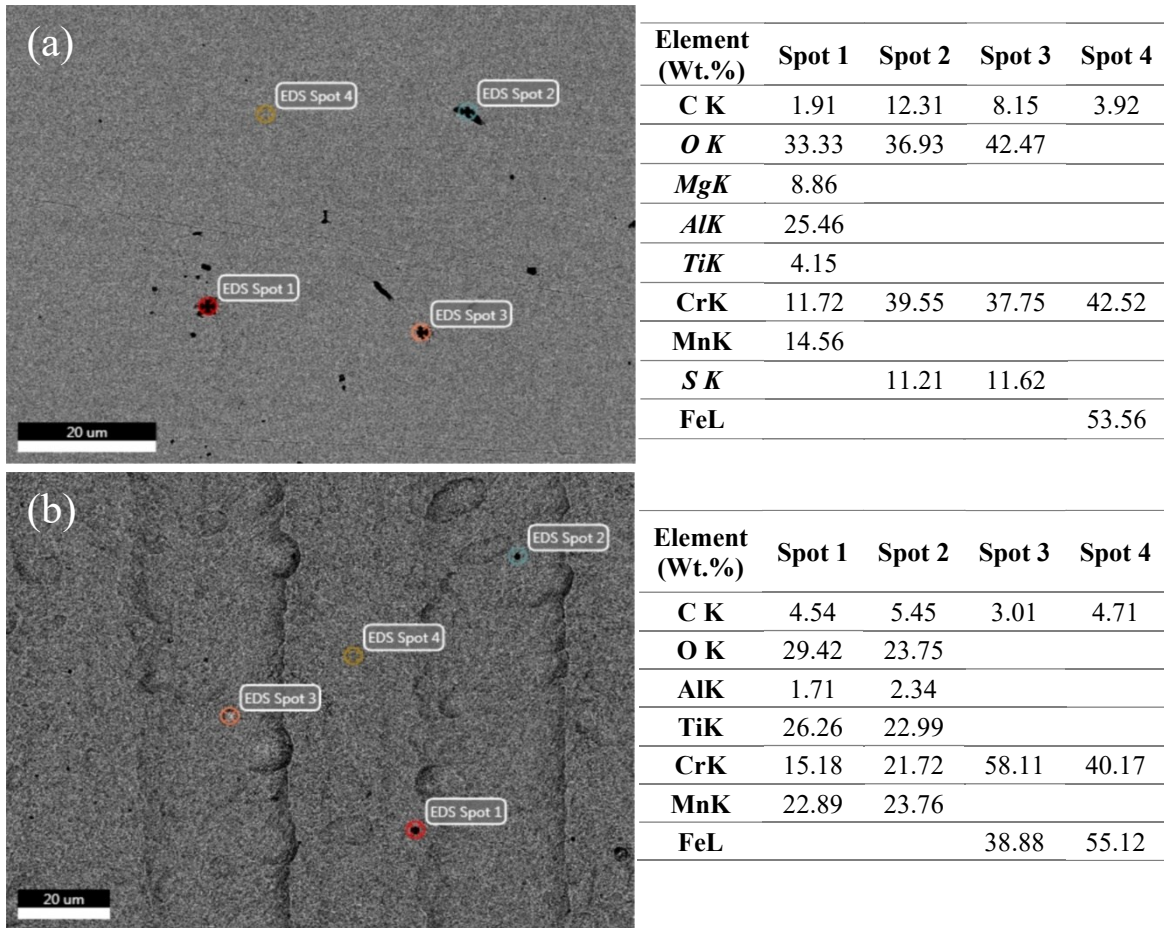 (a)
EDS Spot 4
EDS Spot 2
EDS Spot 1
EDS Spot 3
20 um
Element (Wt.%) Spot 1 Spot 2 Spot 3 Spot 4
C K 1.91 12.31 8.15 3.92
O K 33.33 36.93 42.47
MgK 8.86
AlK 25.46
TiK 4.15
CrK 11.72 39.55 37.75 42.52
MnK 14.56
S K 11.21 11.62
FeL 53.56
(b)
EDS Spot 2
EDS Spot 4
EDS Spot 3
EDS Spot 1
20 um
Element (Wt.%) Spot 1 Spot 2 Spot 3 Spot 4
C K 4.54 5.45 3.01 4.71
O K 29.42 23.75
AlK 1.71 2.34
TiK 26.26 22.99
CrK 15.18 21.72 58.11 40.17
MnK 22.89 23.76
FeL 38.88 55.12